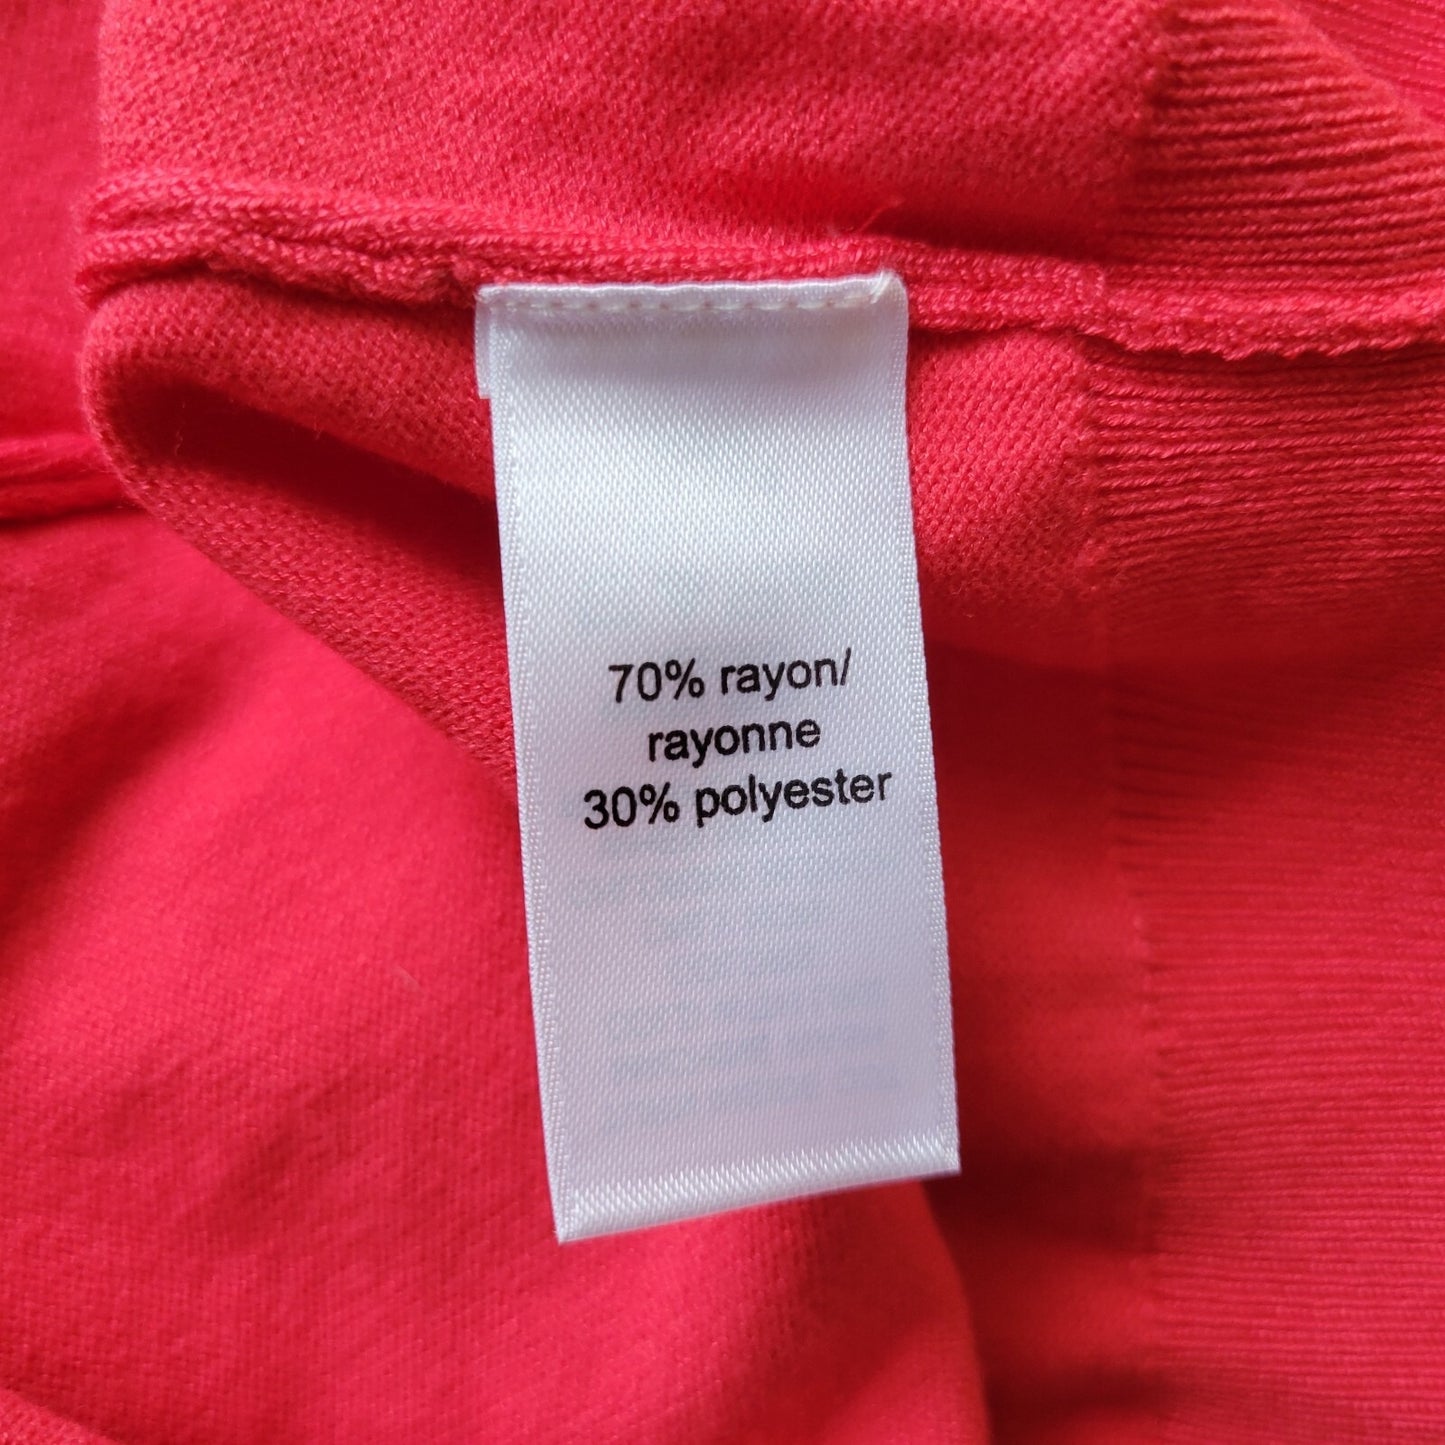 70% rayon/
rayonne
30% polyester